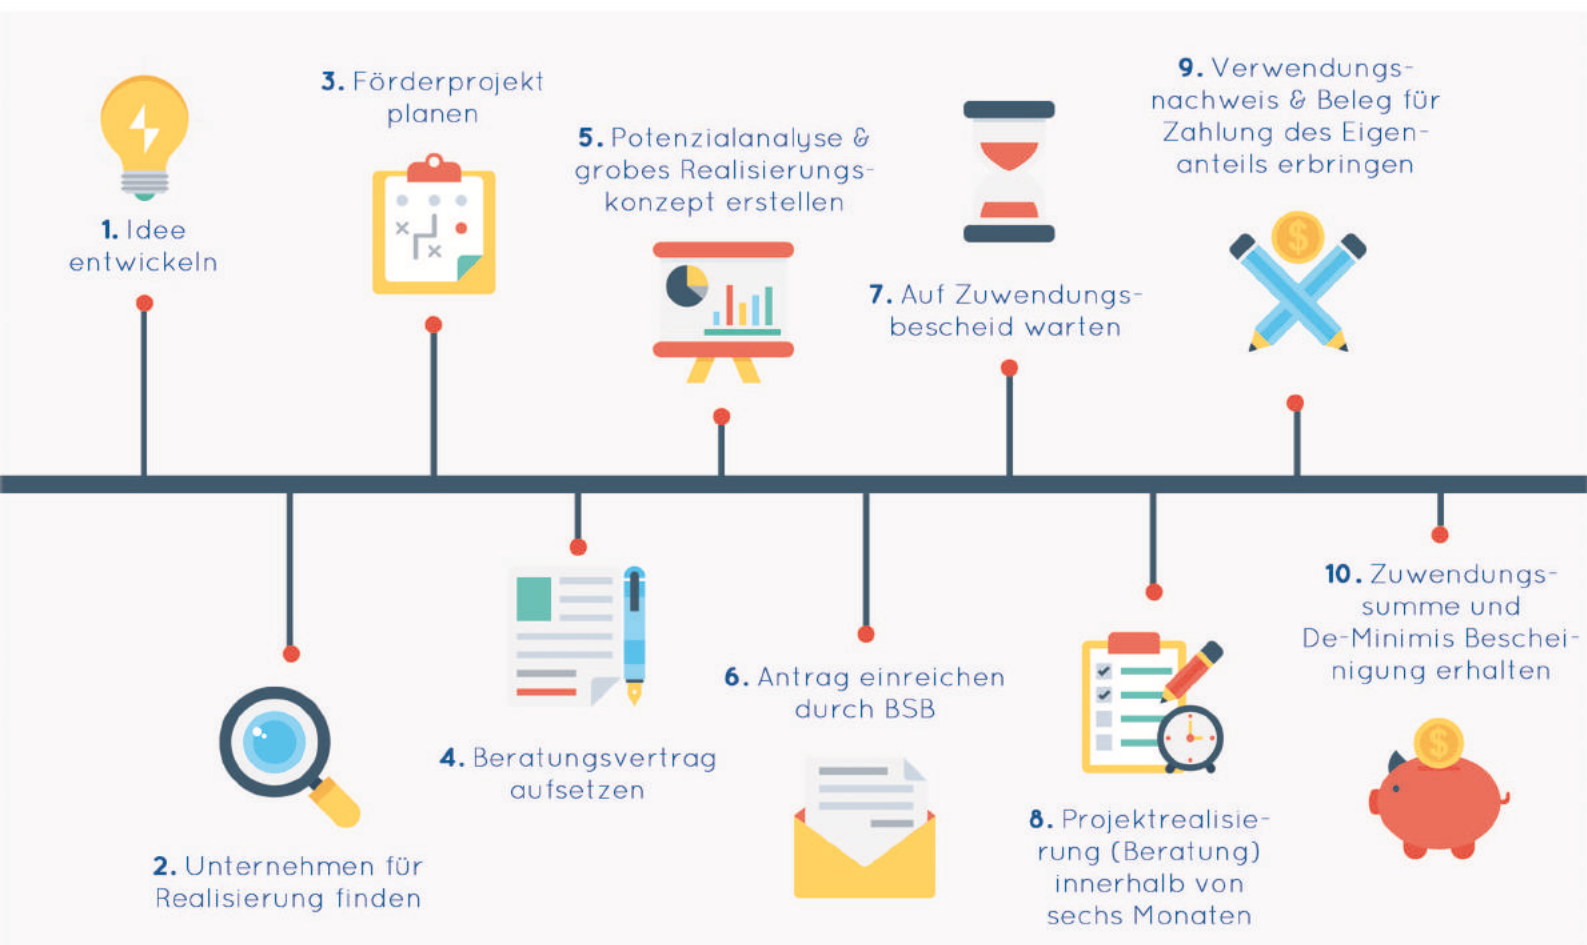 1. Idee
entwickeln
2. Unternehmen für
Realisierung finden
3. Förderprojekt
planen
4. Beratungsvertrag
aufsetzen
5. Potenzialanalyse &
grobes Realisierungs-
konzept erstellen
6. Antrag einreichen
durch BSB
7. Auf Zuwendungs-
bescheid warten
8. Projektrealisie-
rung (Beratung)
innerhalb von
sechs Monaten
9. Verwendungs-
nachweis & Beleg für
Zahlung des Eigen-
anteils erbringen
$
10. Zuwendungs-
summe und
De-Minimis Beschei-
nigung erhalten
$